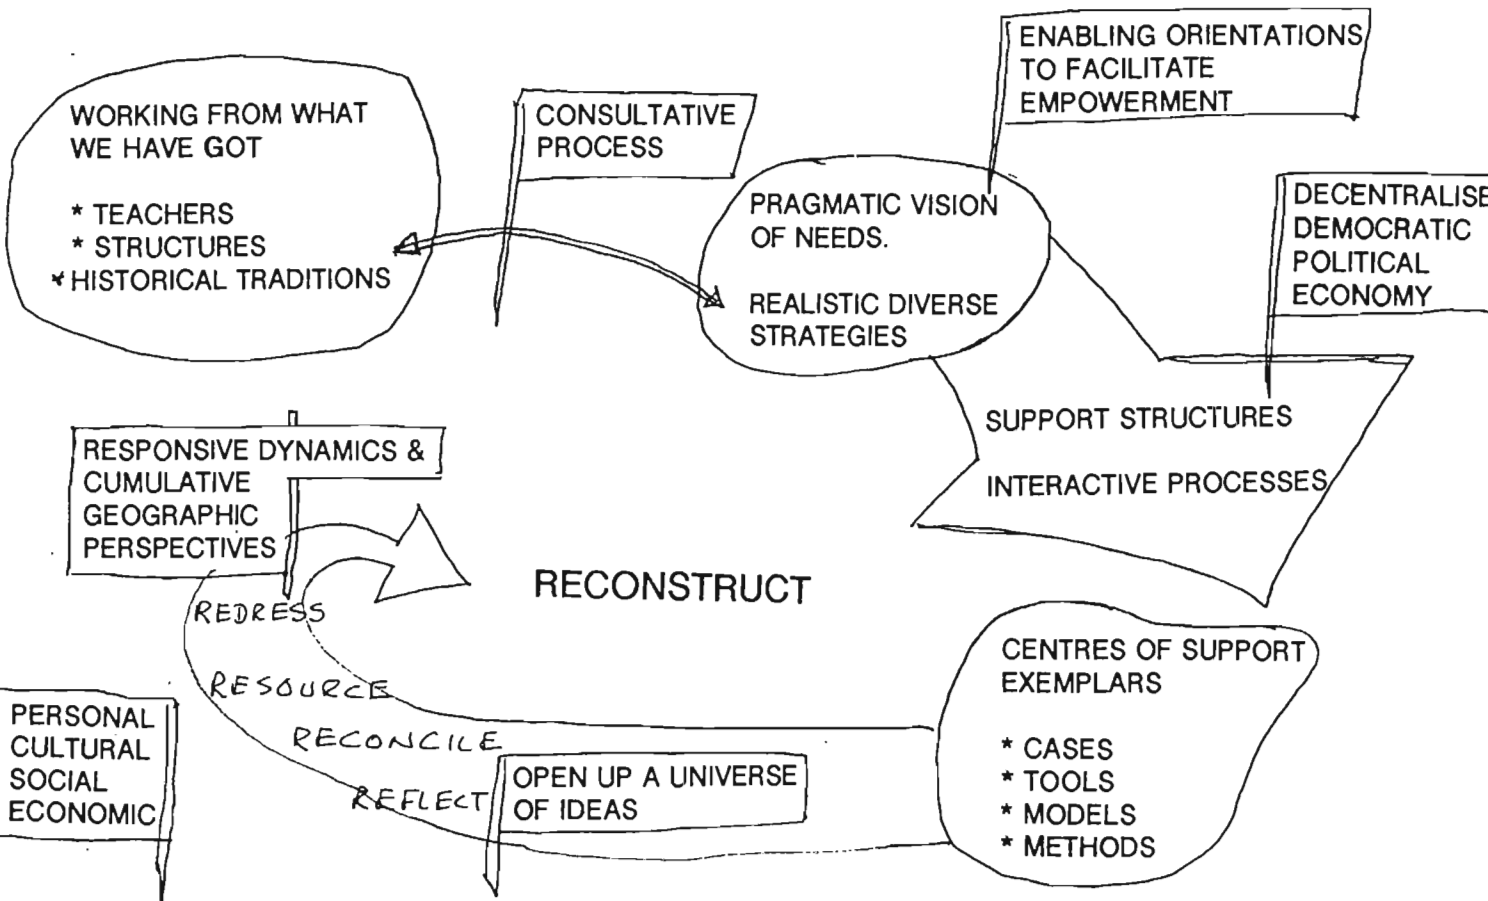 ENABLING ORIENTATIONS
TO FACILITATE
EMPOWERMENT
WORKING FROM WHAT
WE HAVE GOT
* TEACHERS
* STRUCTURES
* HISTORICAL TRADITIONS
CONSULTATIVE
PROCESS
PRAGMATIC VISION
OF NEEDS.
REALISTIC DIVERSE
STRATEGIES
DECENTRALISE
DEMOCRATIC
POLITICAL
ECONOMY
SUPPORT STRUCTURES
INTERACTIVE PROCESSES
RESPONSIVE DYNAMICS &
CUMULATIVE
GEOGRAPHIC
PERSPECTIVES
RECONSTRUCT
REDRESS
RESOURCE
RECONCILE
REFLECT
PERSONAL
CULTURAL
SOCIAL
ECONOMIC
OPEN UP A UNIVERSE
OF IDEAS
CENTRES OF SUPPORT
EXEMPLARS
* CASES
* TOOLS
* MODELS
* METHODS